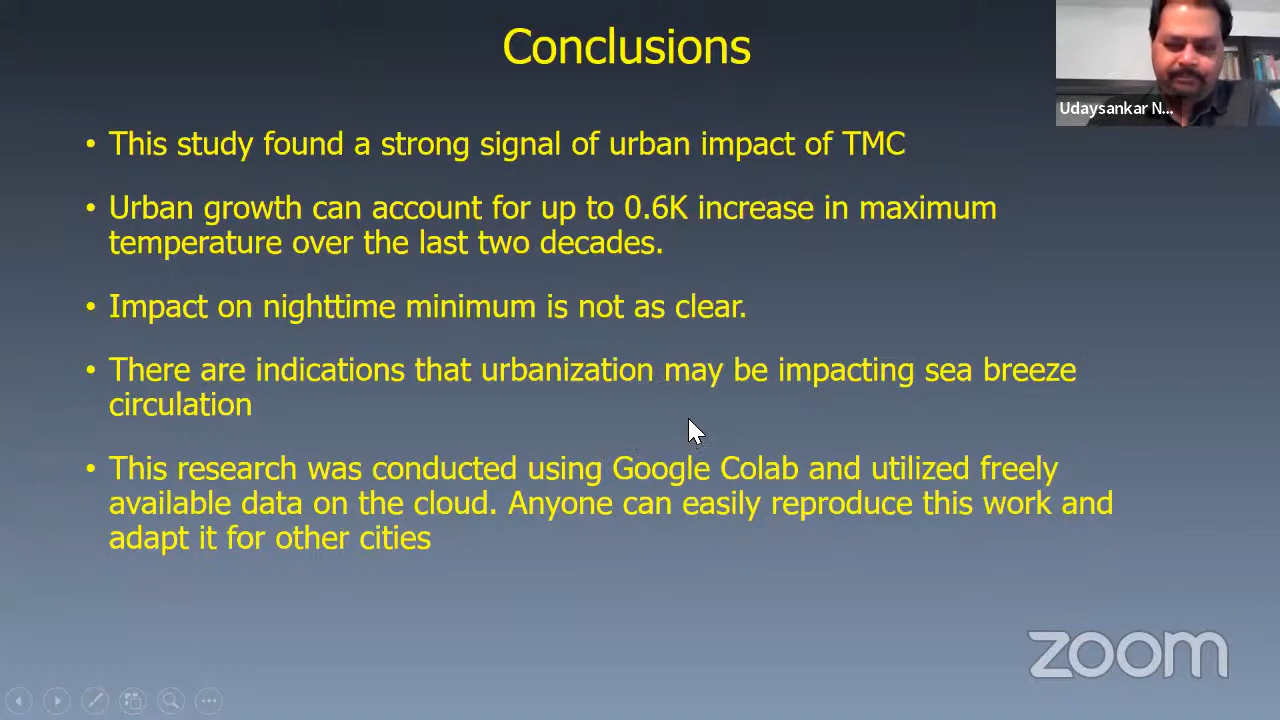 Conclusions
Udaysankar N...
• This study found a strong signal of urban impact of TMC
• Urban growth can account for up to 0.6K increase in maximum
temperature over the last two decades.
• Impact on nighttime minimum is not as clear.
• There are indications that urbanization may be impacting sea breeze
circulation
• This research was conducted using Google Colab and utilized freely
available data on the cloud. Anyone can easily reproduce this work and
adapt it for other cities
zoom